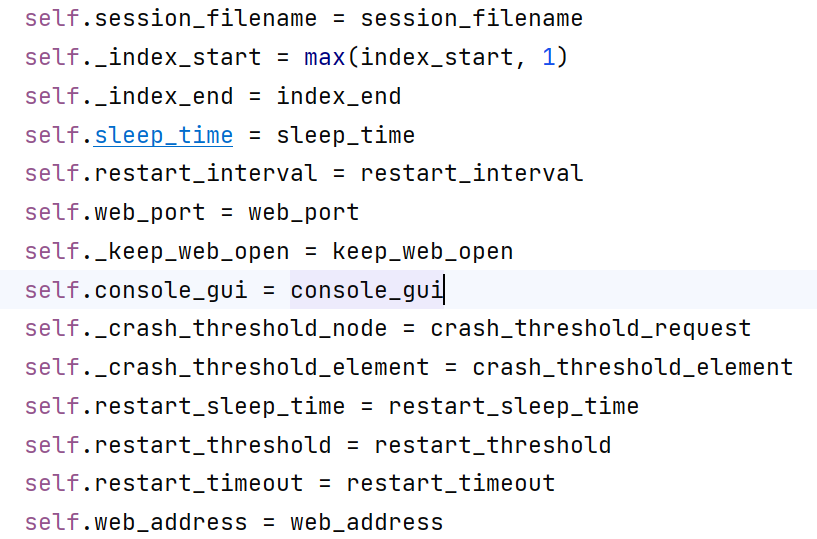 self.session_filename = session_filename
self._index_start = max(index_start, 1)
self._index_end = index_end
self.sleep_time = sleep_time
self.restart_interval = restart_interval
self.web_port = web_port
self._keep_web_open = keep_web_open
self.console_gui = console_gui
self._crash_threshold_node = crash_threshold_request
self._crash_threshold_element = crash_threshold_element
self.restart_sleep_time = restart_sleep_time
self.restart_threshold = restart_threshold
self.restart_timeout = restart_timeout
self.web_address = web_address